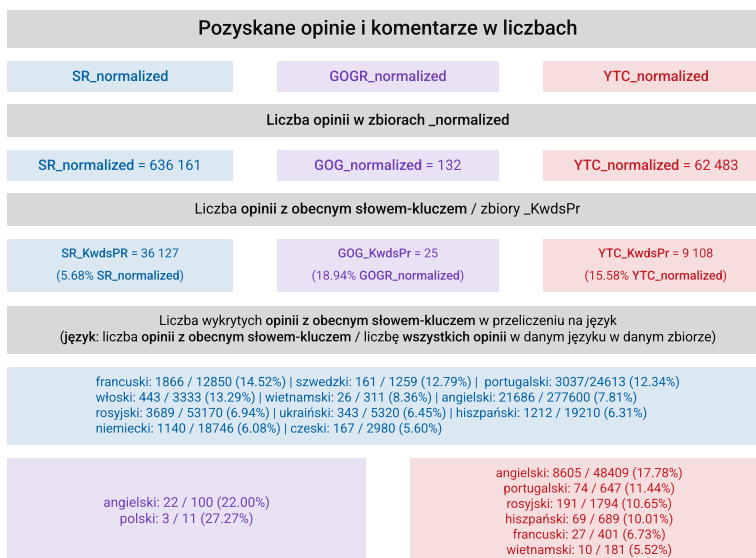 Pozyskane opinie i komentarze w liczbach
SR_normalized
GOGR_normalized
YTC_normalized
Liczba opinii w zbiorach _normalized
SR_normalized = 636 161
GOG_normalized = 132
YTC_normalized = 62 483
Liczba opinii z obecnym słowem-kluczem / zbiory _KwdsPr
SR_KwdsPR = 36 127
(5.68% SR_normalized)
GOG_KwdsPr = 25
(18.94% GOGR_normalized)
YTC_KwdsPr = 9 108
(15.58% YTC_normalized)
Liczba wykrytych opinii z obecnym słowem-kluczem w przeliczeniu na język
(język: liczba opinii z obecnym słowem-kluczem / liczbę wszystkich opinii w danym języku w danym zbiorze)
francuski: 1866 / 12850 (14.52%) | szwedzki: 161 / 1259 (12.79%) | portugalski: 3037/24613 (12.34%)
włoski: 443 / 3333 (13.29%) | wietnamski: 26 / 311 (8.36%) | angielski: 21686 / 277600 (7.81%)
rosyjski: 3689 / 53170 (6.94%) | ukraiński: 343 / 5320 (6.45%) | hiszpański: 1212 / 19210 (6.31%)
niemiecki: 1140 / 18746 (6.08%) | czeski: 167 / 2980 (5.60%)
angielski: 22 / 100 (22.00%)
polski: 3 / 11 (27.27%)
angielski: 8605 / 48409 (17.78%)
portugalski: 74 / 647 (11.44%)
rosyjski: 191 / 1794 (10.65%)
hiszpański: 69 / 689 (10.01%)
francuski: 27 / 401 (6.73%)
wietnamski: 10 / 181 (5.52%)